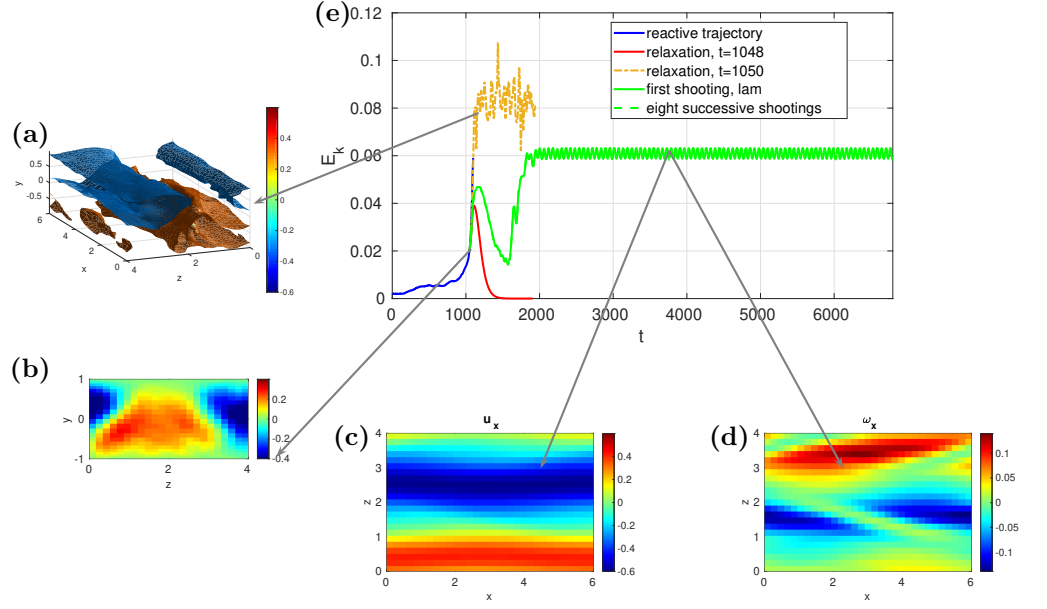 (e)
0.12
0.1
0.08
0.06
0.04
0.02
0
E_k
0 1000 2000 3000 4000 5000 6000
t
reactive trajectory
relaxation, t=1048
relaxation, t=1050
first shooting, lam
eight successive shootings
(a)
0.5
0
-0.5
y
6
4
2
0
x
4
2
0
z
0.4
0.2
0
-0.2
-0.4
-0.6
(b)
1
0
-1
y
0 2 4
z
0.2
0
-0.2
-0.4
(c)
u_x
4
3
2
1
0
z
0 2 4 6
x
0.4
0.2
0
-0.2
-0.4
-0.6
(d)
ω_x
4
3
2
1
0
z
0 2 4 6
x
0.1
0.05
0
-0.05
-0.1